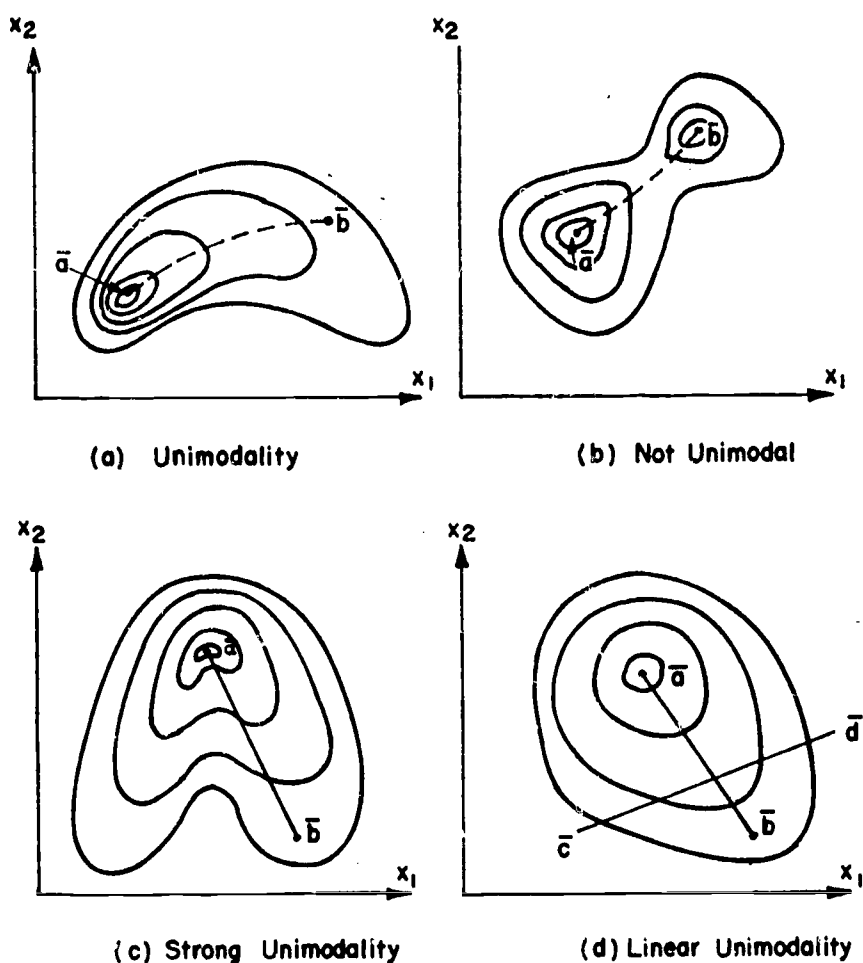 x₂
x₂
ā
b̄
b̄
ā
x₁
x₁
(a) Unimodality
(b) Not Unimodal
x₂
x₂
ā
ā
d̄
b̄
b̄
c̄
x₁
x₁
(c) Strong Unimodality
(d) Linear Unimodality